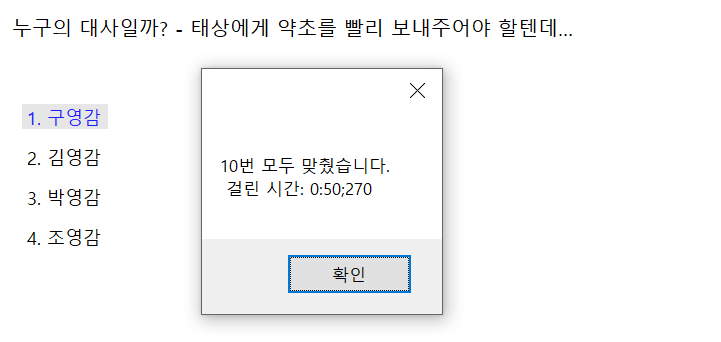 누구의 대사일까? - 태상에게 약초를 빨리 보내주어야 할텐데...
1. 구영감
2. 김영감
3. 박영감
4. 조영감
10번 모두 맞췄습니다.
걸린 시간: 0:50;270
확인